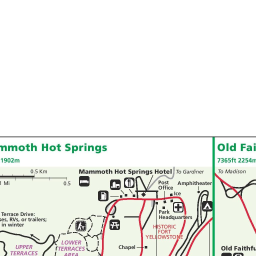 mmoth Hot Springs
1902m
Old Fai
7365ft 2254m
0.5 Km
Mi
0.5
Mammoth Hot Springs Hotel
To Gardiner
To Madison
Post
Office
Amphitheater
Ice
Park
Headquarters
Terrace Drive:
es, RVs, or trailers;
in winter
HISTORIC
FORT
YELLOWSTONE
UPPER
TERRACES
LOWER
TERRACES
AREA
Chapel
Old Faithfu